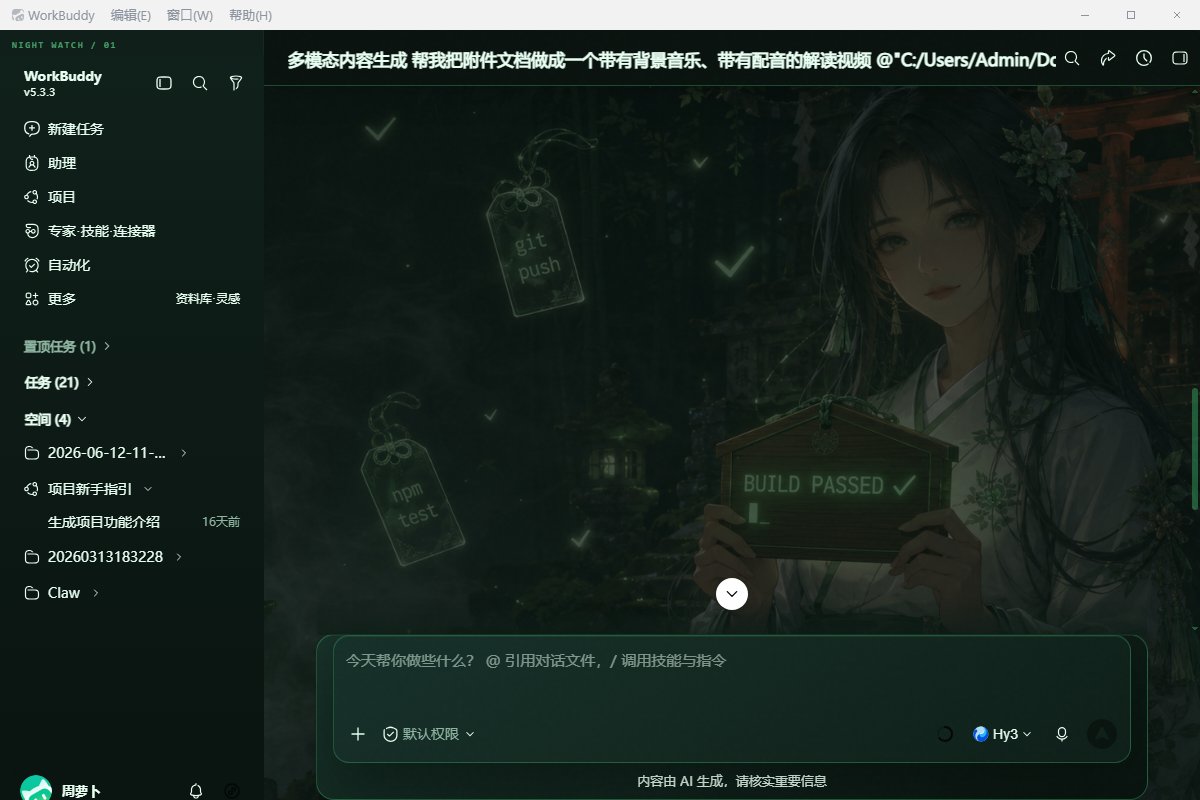 WorkBuddy 编辑(E) 窗口(W) 帮助(H)
NIGHT WATCH / 01
WorkBuddy
v5.3.3
新建任务
助理
项目
专家·技能·连接器
自动化
更多 资料库·灵感
置顶任务 (1)
任务 (21)
空间 (4)
2026-06-12-11-...
项目新手指引
生成项目功能介绍 16天前
20260313183228
Claw
周萝卜
多模态内容生成 帮我把附件文档做成一个带有背景音乐、带有配音的解读视频 @"C:/Users/Admin/Dc
git
push
npm
test
BUILD PASSED
今天帮你做些什么? @ 引用对话文件, / 调用技能与指令
默认权限 Hy3
内容由 AI 生成,请核实重要信息